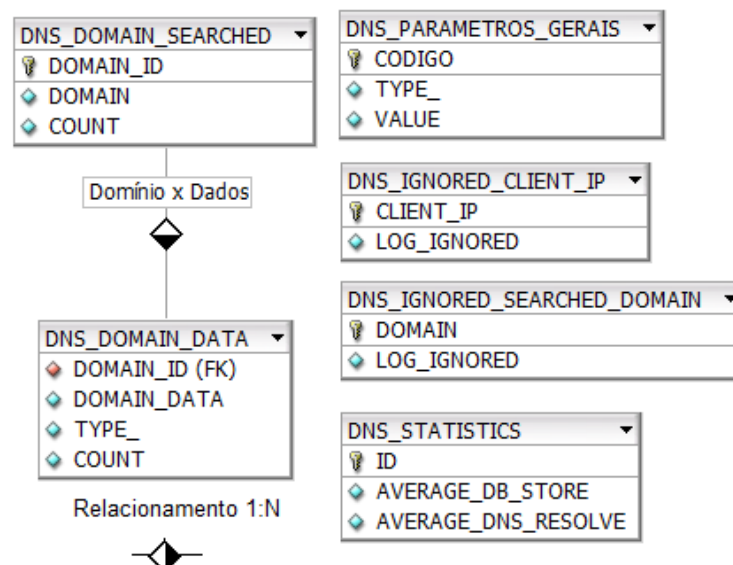 DNS_DOMAIN_SEARCHED
DOMAIN_ID
DOMAIN
COUNT
Domínio x Dados
DNS_DOMAIN_DATA
DOMAIN_ID (FK)
DOMAIN_DATA
TYPE_
COUNT
Relacionamento 1:N
DNS_PARAMETROS_GERAIS
CODIGO
TYPE_
VALUE
DNS_IGNORED_CLIENT_IP
CLIENT_IP
LOG_IGNORED
DNS_IGNORED_SEARCHED_DOMAIN
DOMAIN
LOG_IGNORED
DNS_STATISTICS
ID
AVERAGE_DB_STORE
AVERAGE_DNS_RESOLVE